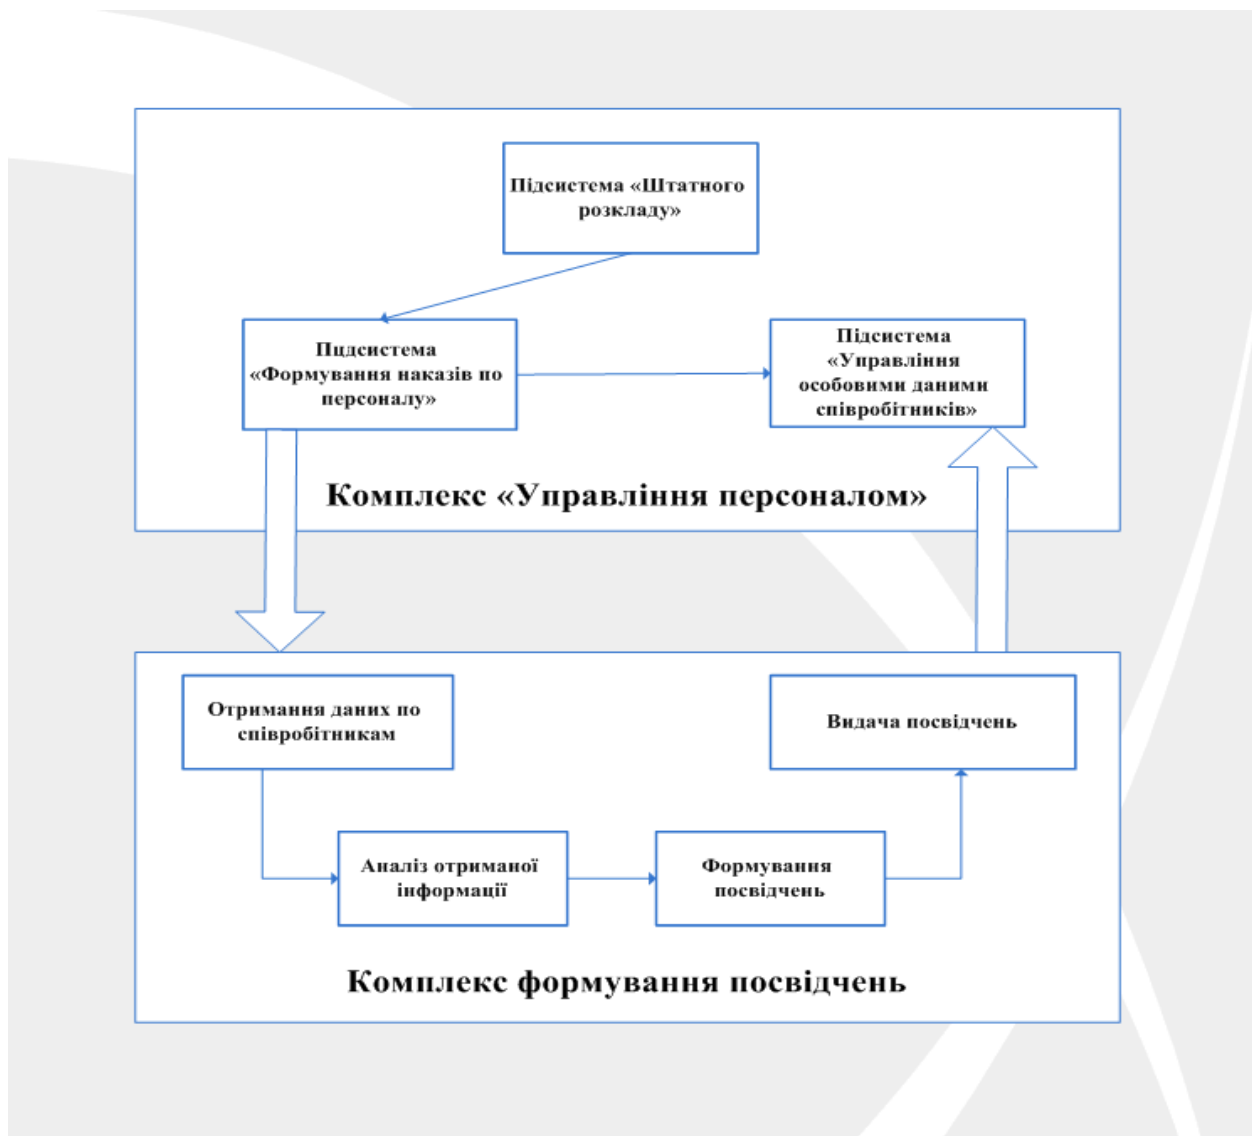 Підсистема «Штатного
розкладу»
Пцдсистема
«Формування наказів по
персоналу»
Підсистема
«Управління
особовими даними
співробітників»
Комплекс «Управління персоналом»
Отримання даних по
співробітникам
Видача посвідчень
Аналіз отриманої
інформації
Формування
посвідчень
Комплекс формування посвідчень